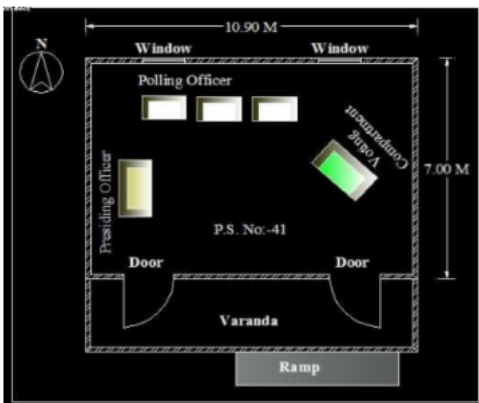 10.90 M
N
Window
Window
Polling Officer
Voting
Compartment
7.00 M
Presiding Officer
P.S. No:-41
Door
Door
Varanda
Ramp